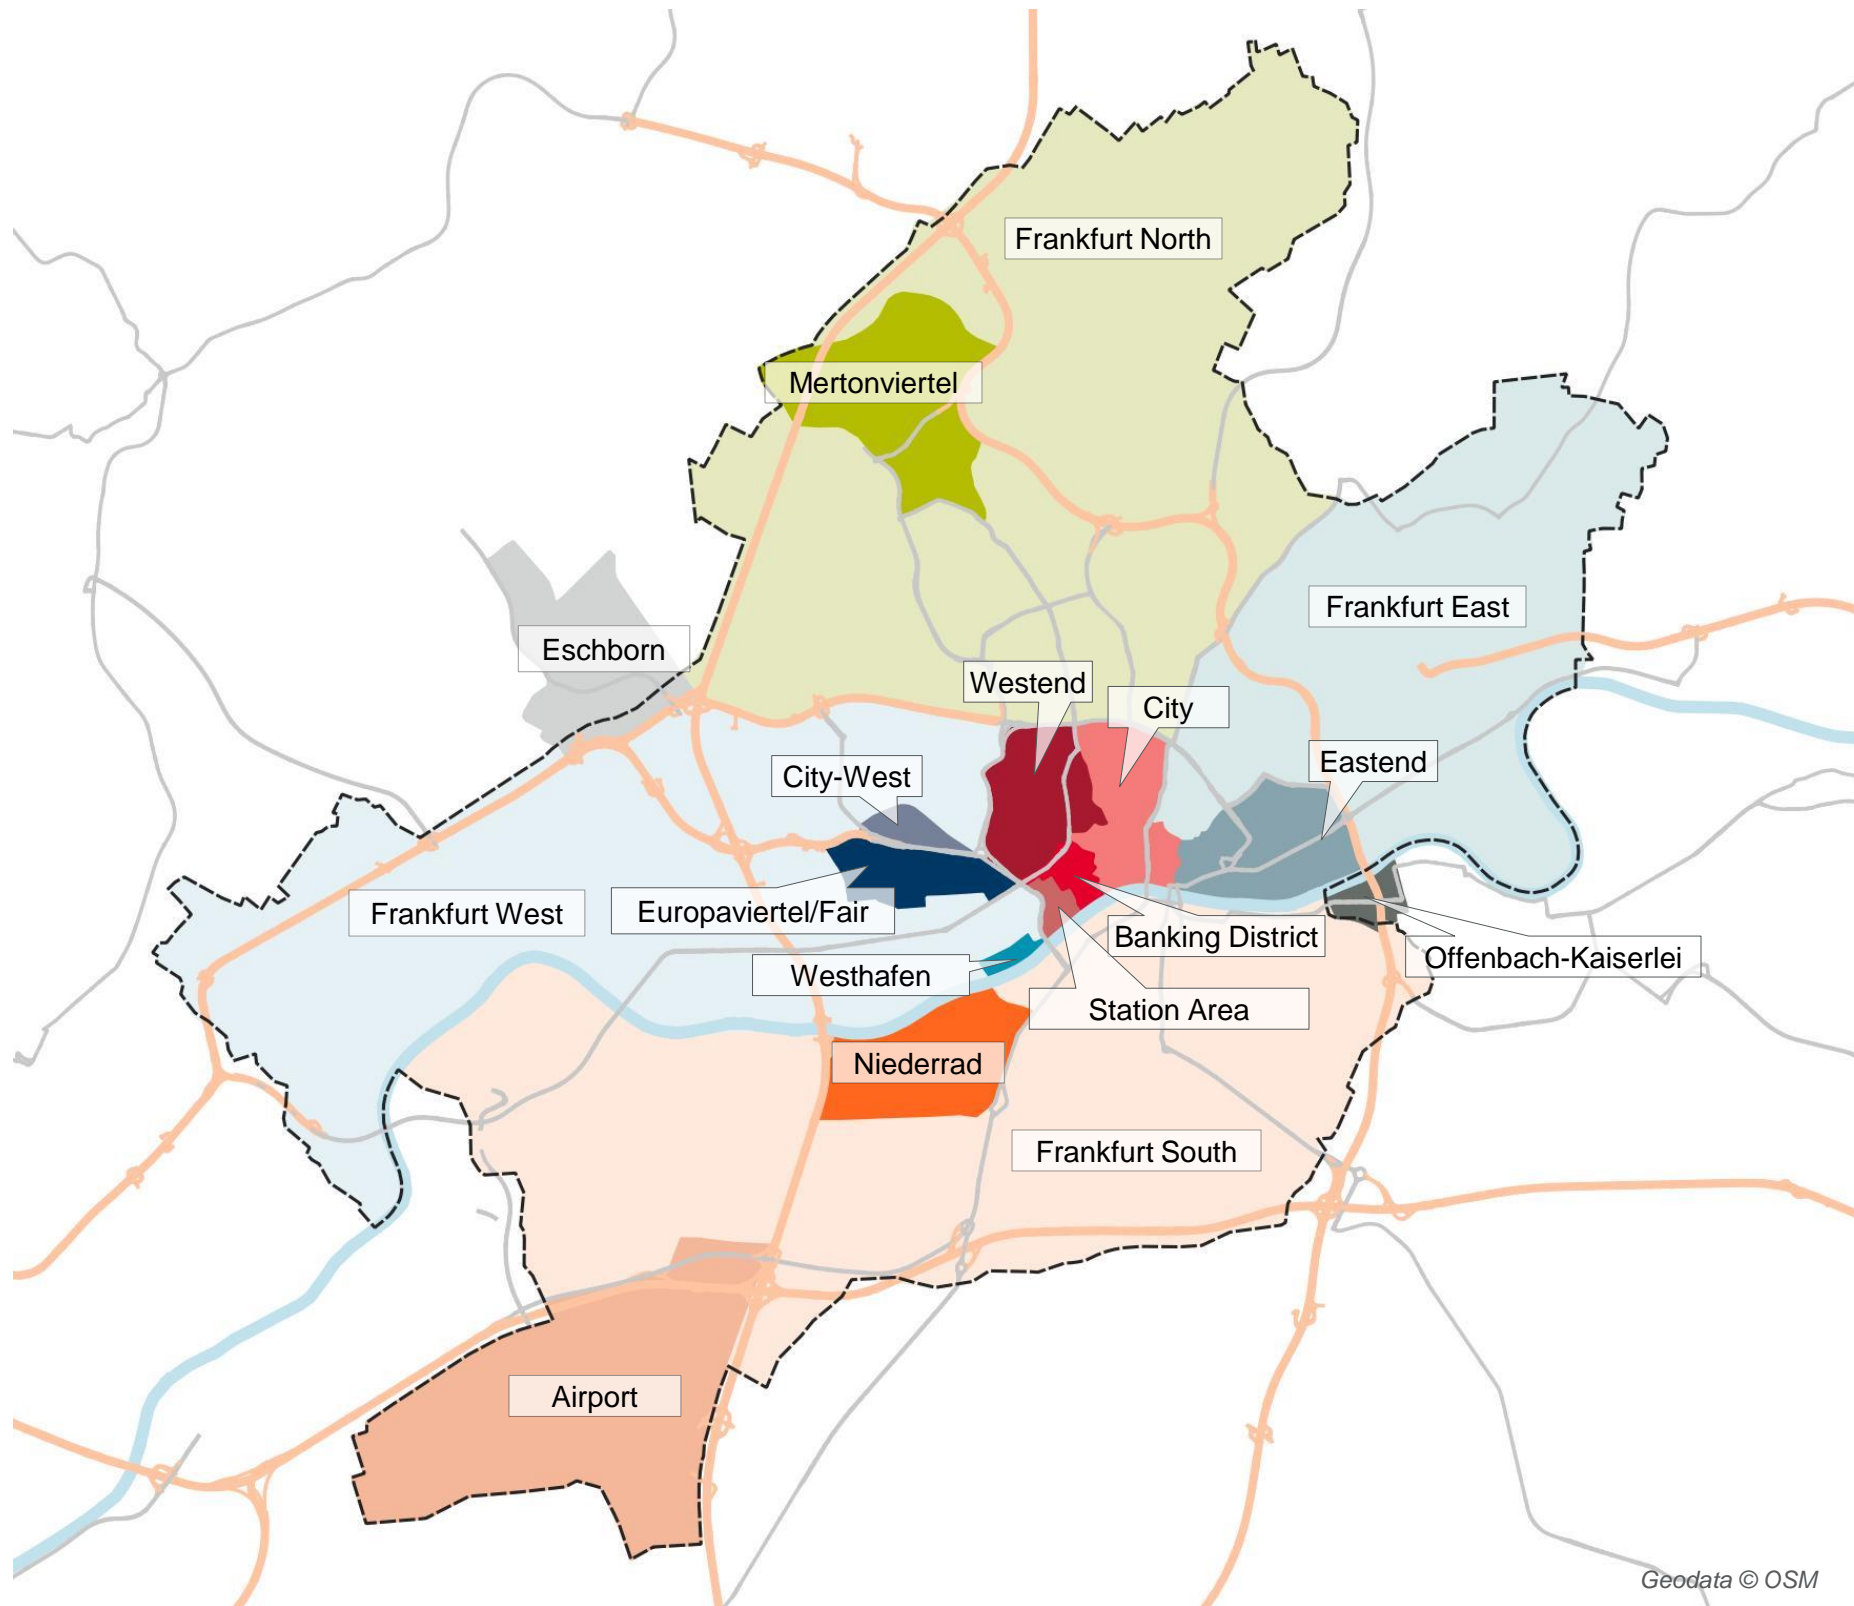 Frankfurt North
Mertonviertel
Frankfurt East
Eschborn
Westend
City
Eastend
City-West
Frankfurt West
Europaviertel/Fair
Banking District
Offenbach-Kaiserlei
Westhafen
Station Area
Niederrad
Frankfurt South
Airport
Geodata © OSM